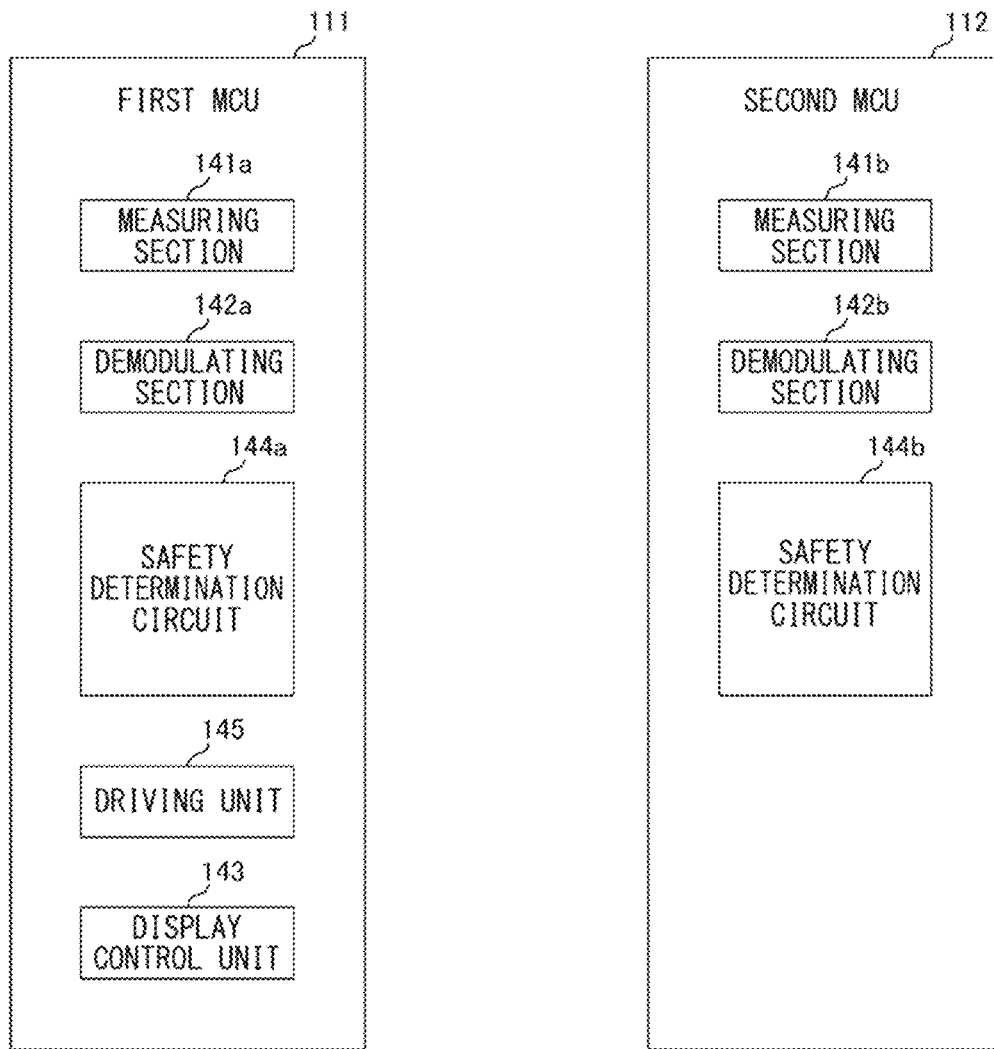 111
FIRST MCU
141a
MEASURING
SECTION
142a
DEMODULATING
SECTION
144a
SAFETY
DETERMINATION
CIRCUIT
145
DRIVING UNIT
143
DISPLAY
CONTROL UNIT
112
SECOND MCU
141b
MEASURING
SECTION
142b
DEMODULATING
SECTION
144b
SAFETY
DETERMINATION
CIRCUIT